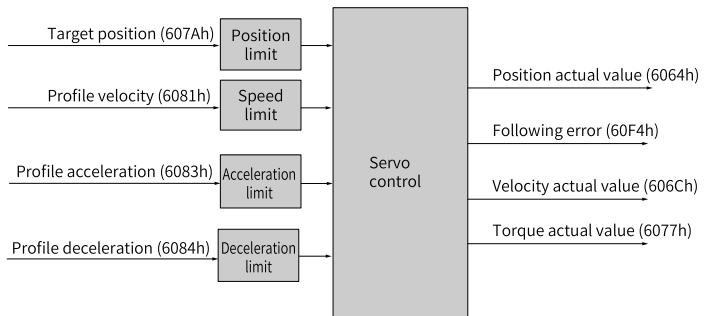 Target position (607Ah)
Position
limit
Profile velocity (6081h)
Speed
limit
Profile acceleration (6083h)
Acceleration
limit
Profile deceleration (6084h)
Deceleration
limit
Servo
control
Position actual value (6064h)
Following error (60F4h)
Velocity actual value (606Ch)
Torque actual value (6077h)